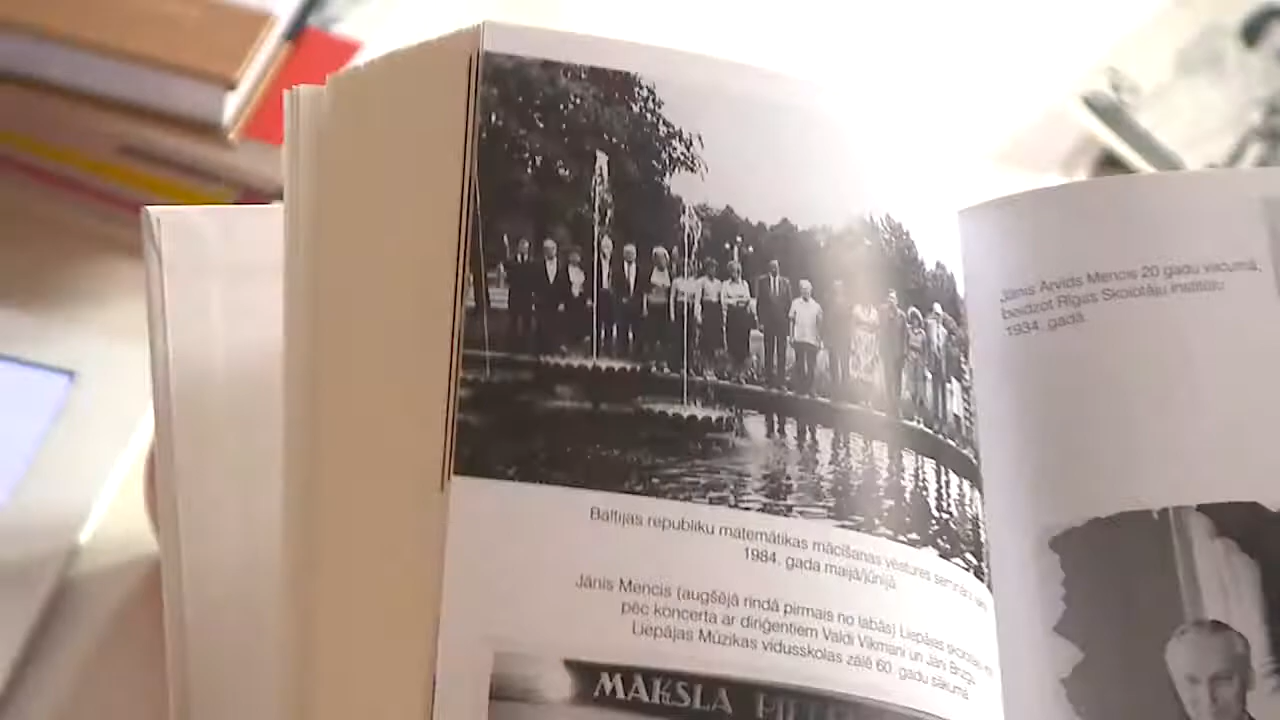 Baltijas republiku matemātikas mācīšanas vēstures
1984. gada maijā/jūnijā
Jānis Mencis (augšējā rindā pirmais no labās) Liepājas
pēc koncerta ar diriģentiem Valdi Vikmani un Jāni
Liepājas Mūzikas vidusskolas zālē 60. gadu sākumā
MĀKSLA
Jānis Arvīds Mencis 20 gadu vecumā,
beidzot Rīgas Skolotāju institūtu
1934. gadā.